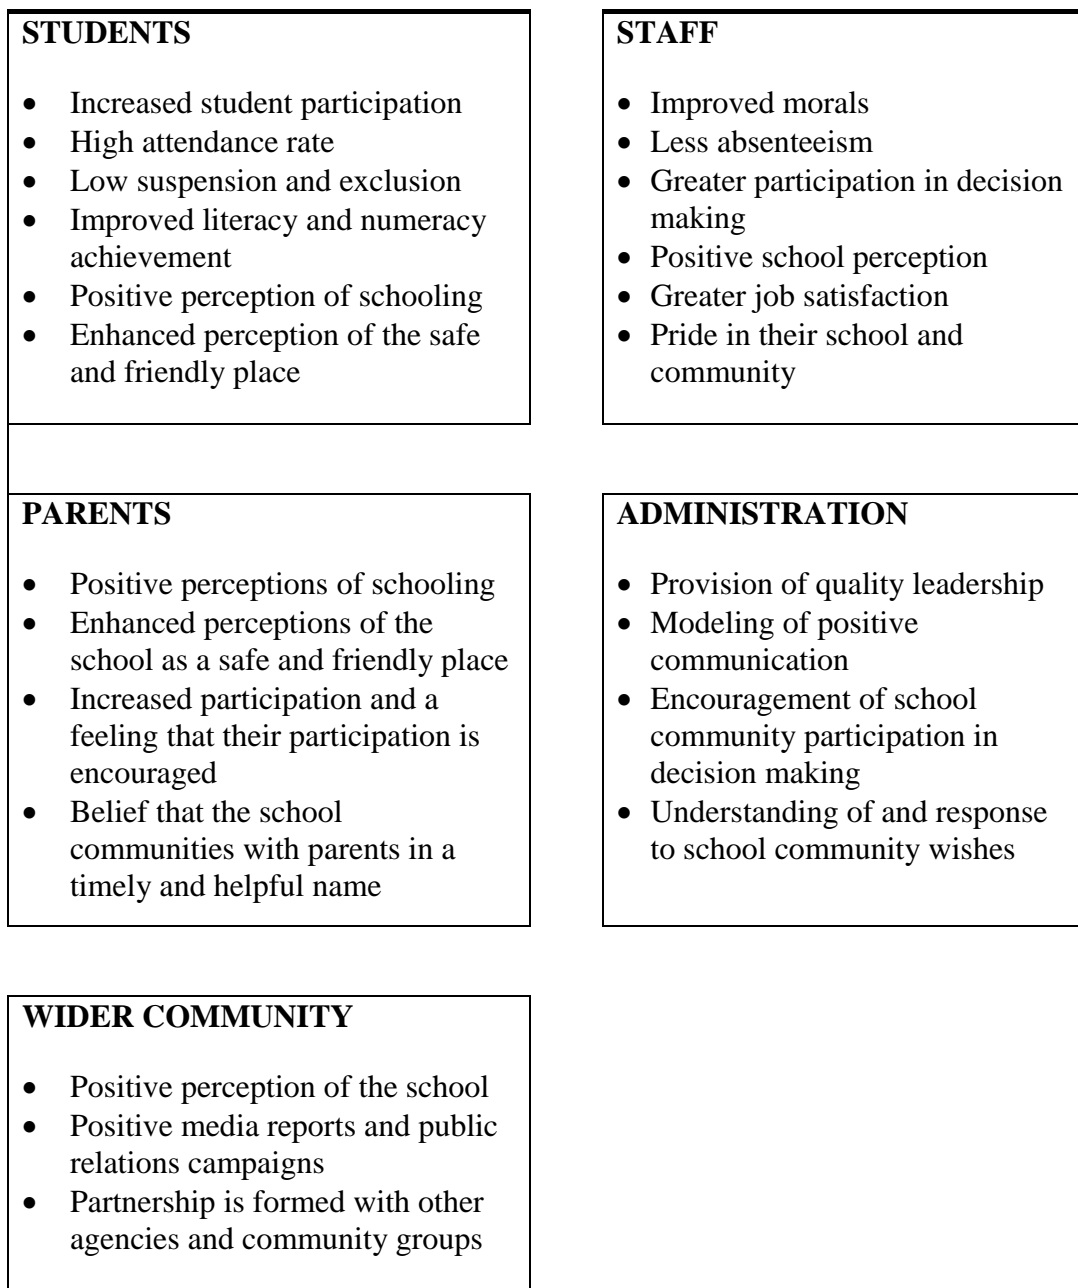 STUDENTS
• Increased student participation
• High attendance rate
• Low suspension and exclusion
• Improved literacy and numeracy
achievement
• Positive perception of schooling
• Enhanced perception of the safe
and friendly place
STAFF
• Improved morals
• Less absenteeism
• Greater participation in decision
making
• Positive school perception
• Greater job satisfaction
• Pride in their school and
community
PARENTS
• Positive perceptions of schooling
• Enhanced perceptions of the
school as a safe and friendly place
• Increased participation and a
feeling that their participation is
encouraged
• Belief that the school
communities with parents in a
timely and helpful name
ADMINISTRATION
• Provision of quality leadership
• Modeling of positive
communication
• Encouragement of school
community participation in
decision making
• Understanding of and response
to school community wishes
WIDER COMMUNITY
• Positive perception of the school
• Positive media reports and public
relations campaigns
• Partnership is formed with other
agencies and community groups